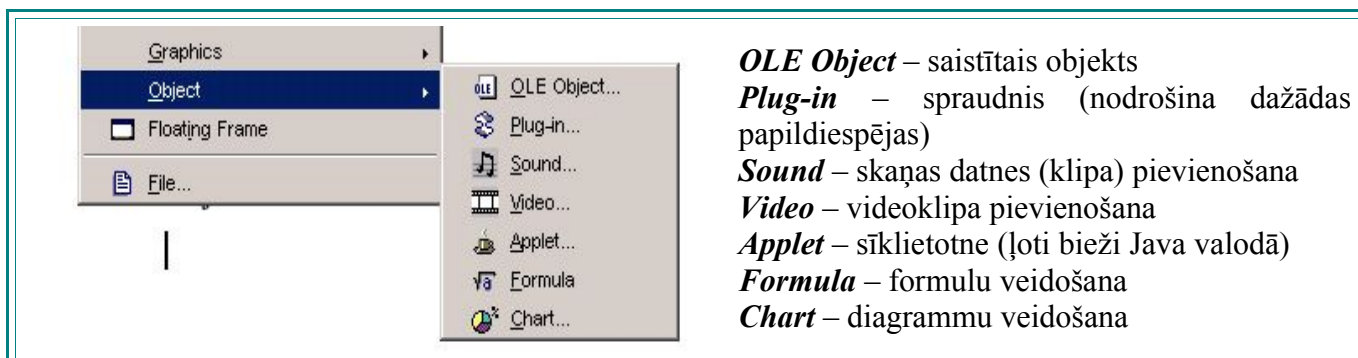 Graphics
Object
Floating Frame
File...
OLE Object...
Plug-in...
Sound...
Video...
Applet...
Formula
Chart...
OLE Object – saistītais objekts
Plug-in – spraudnis (nodrošina dažādas
papildiespējas)
Sound – skaņas datnes (klipa) pievienošana
Video – videoklipa pievienošana
Applet – sīklietotne (ļoti bieži Java valodā)
Formula – formulu veidošana
Chart – diagrammu veidošana